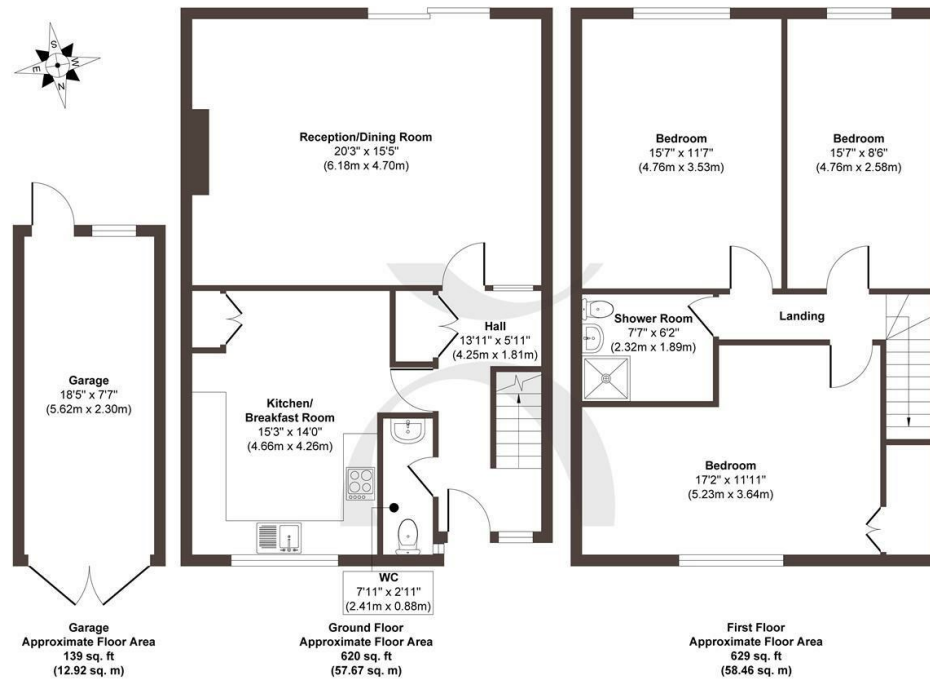 S
W
E
N
Reception/Dining Room
20'3" x 15'5"
(6.18m x 4.70m)
Bedroom
15'7" x 11'7"
(4.76m x 3.53m)
Bedroom
15'7" x 8'6"
(4.76m x 2.58m)
Garage
18'5" x 7'7"
(5.62m x 2.30m)
Hall
13'11" x 5'11"
(4.25m x 1.81m)
Shower Room
7'7" x 6'2"
(2.32m x 1.89m)
Landing
Kitchen/
Breakfast Room
15'3" x 14'0"
(4.66m x 4.26m)
Bedroom
17'2" x 11'11"
(5.23m x 3.64m)
WC
7'11" x 2'11"
(2.41m x 0.88m)
Garage
Approximate Floor Area
139 sq. ft
(12.92 sq. m)
Ground Floor
Approximate Floor Area
620 sq. ft
(57.67 sq. m)
First Floor
Approximate Floor Area
629 sq. ft
(58.46 sq. m)